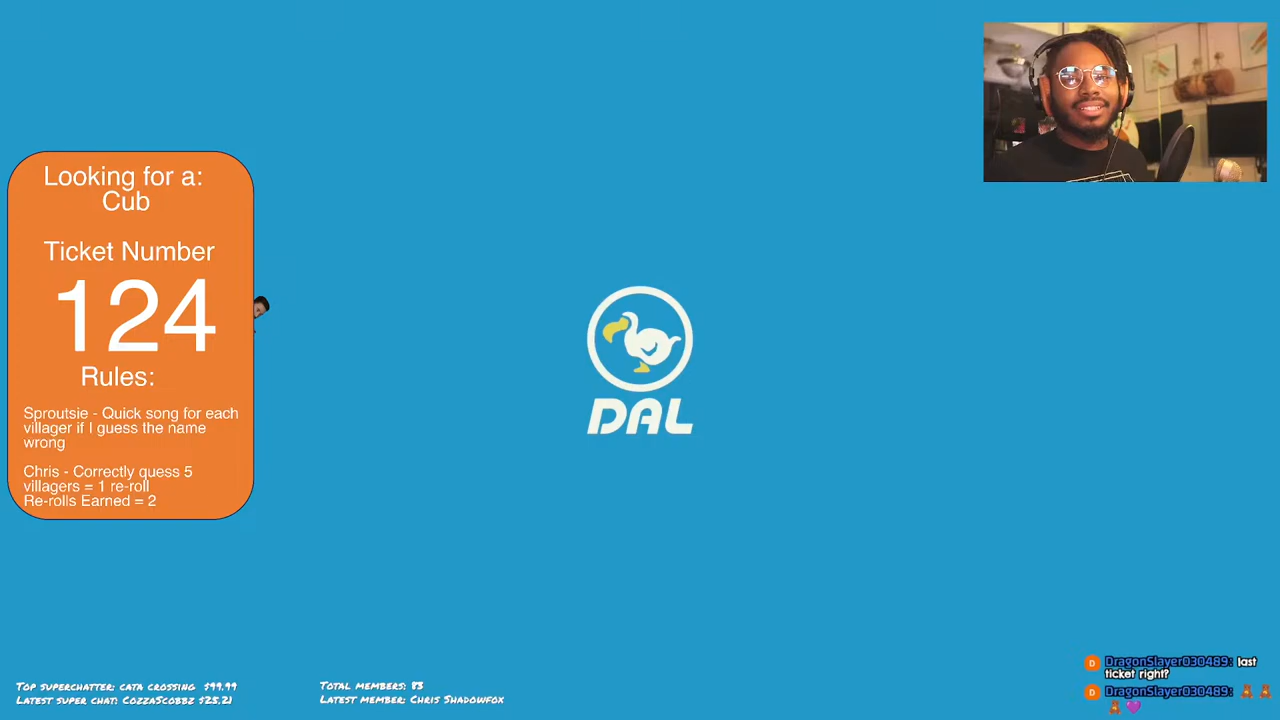 Looking for a:
Cub
Ticket Number
124
Rules:
Sproutsie - Quick song for each
villager if I guess the name
wrong
Chris - Correctly quess 5
villagers = 1 re-roll
Re-rolls Earned = 2
DAL
Top superchatter: cata crossing $99.99
Latest super chat: CozzaScobbz $25.21
Total members: 83
Latest member: Chris Shadowfox
D DragonSlayer030489: last
ticket right?
D DragonSlayer030489: